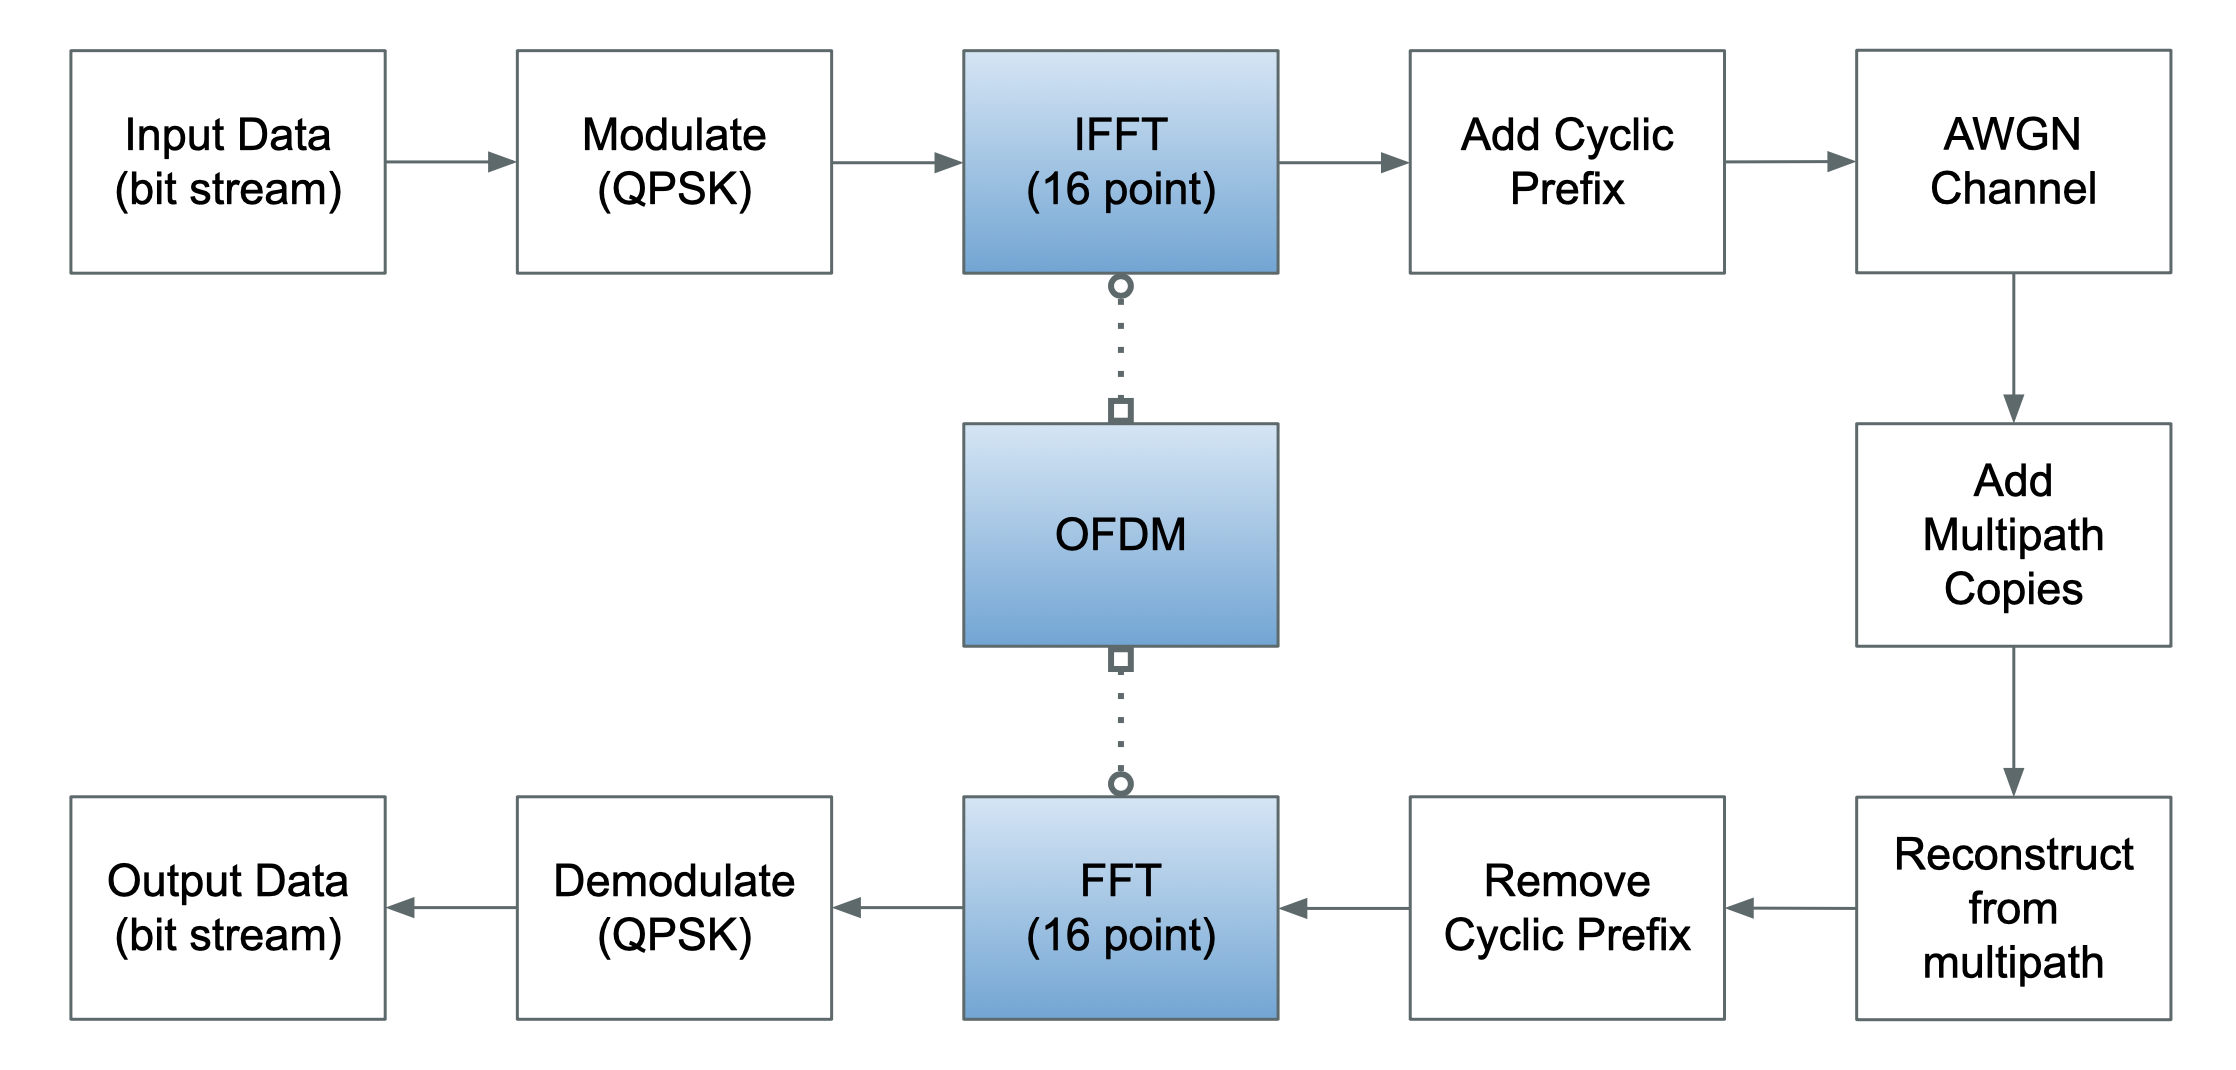 Input Data
(bit stream)
Modulate
(QPSK)
IFFT
(16 point)
Add Cyclic
Prefix
AWGN
Channel
OFDM
Add
Multipath
Copies
Output Data
(bit stream)
Demodulate
(QPSK)
FFT
(16 point)
Remove
Cyclic Prefix
Reconstruct
from
multipath